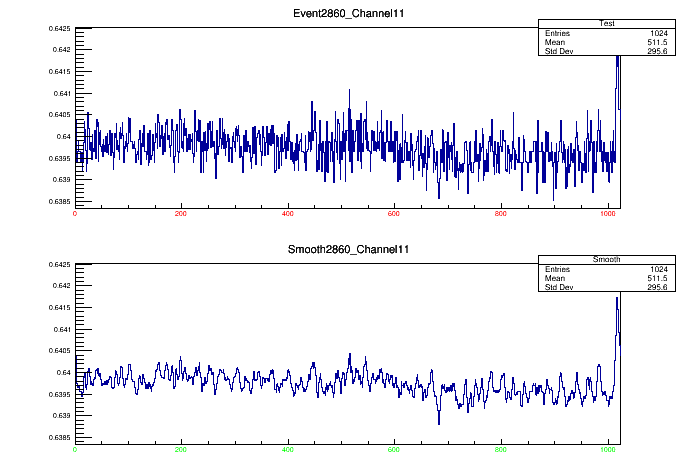 Event2860_Channel11
Test
Entries 1024
Mean 511.5
Std Dev 295.6
0.6425
0.642
0.6415
0.641
0.6405
0.64
0.6395
0.639
0.6385
0 200 400 600 800 1000
Smooth2860_Channel11
Smooth
Entries 1024
Mean 511.5
Std Dev 295.6
0.6425
0.642
0.6415
0.641
0.6405
0.64
0.6395
0.639
0.6385
0 200 400 600 800 1000